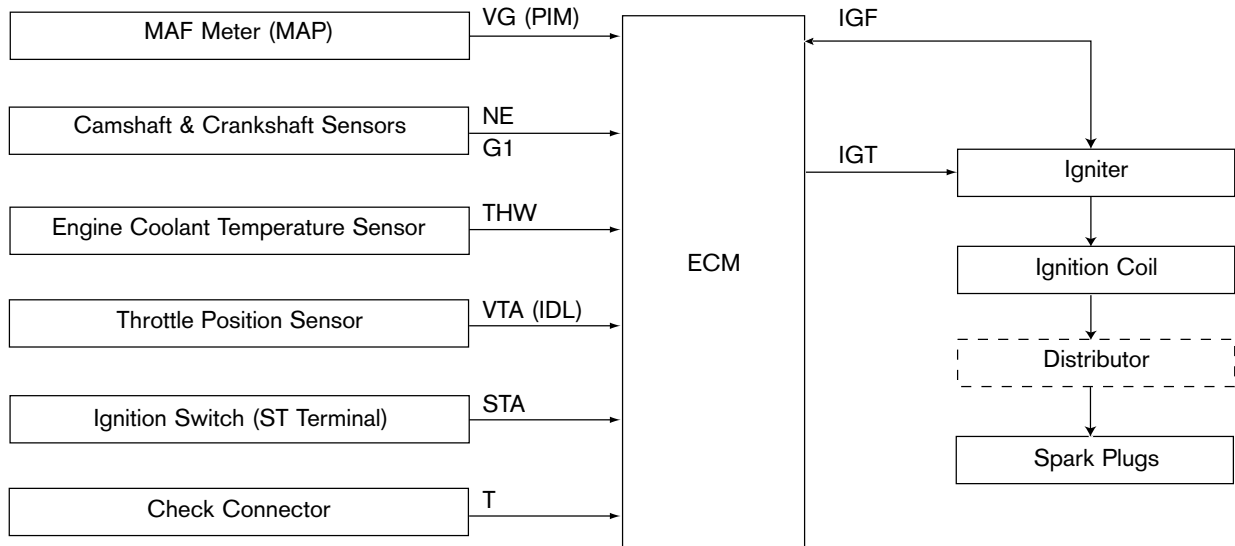 MAF Meter (MAP)
VG (PIM)
Camshaft & Crankshaft Sensors
NE
G1
Engine Coolant Temperature Sensor
THW
Throttle Position Sensor
VTA (IDL)
Ignition Switch (ST Terminal)
STA
Check Connector
T
ECM
IGF
IGT
Igniter
Ignition Coil
Distributor
Spark Plugs